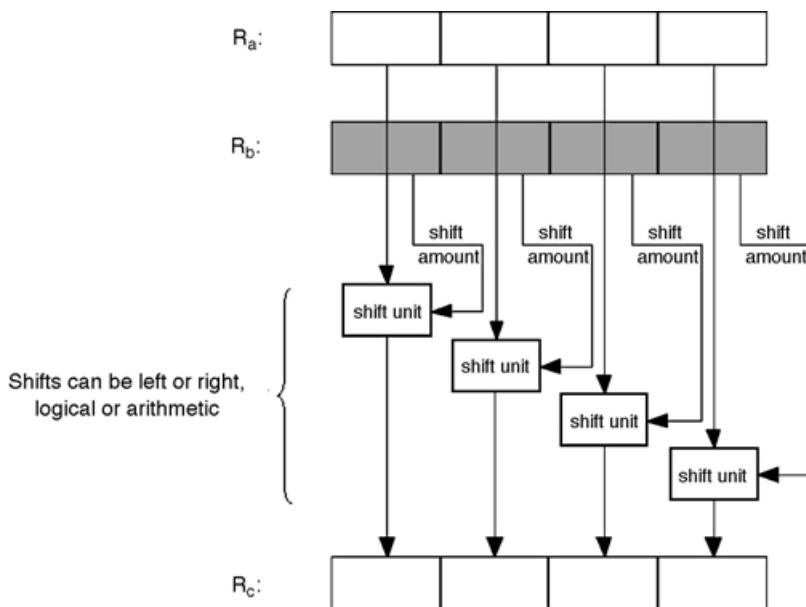 Ra:
Rb:
shift
amount
shift
amount
shift
amount
shift
amount
shift unit
shift unit
shift unit
shift unit
Shifts can be left or right,
logical or arithmetic
Rc: